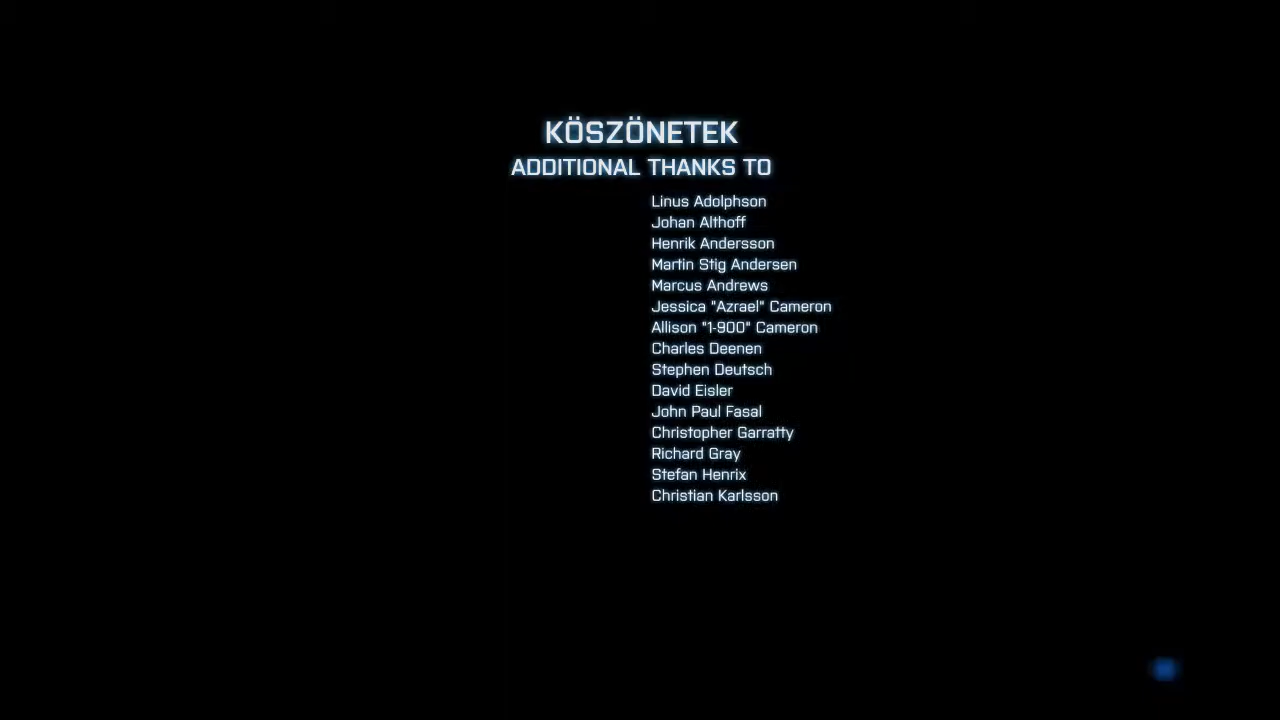 KÖSZÖNETEK
ADDITIONAL THANKS TO
Linus Adolphson
Johan Althoff
Henrik Andersson
Martin Stig Andersen
Marcus Andrews
Jessica "Azrael" Cameron
Allison "1-900" Cameron
Charles Deenen
Stephen Deutsch
David Eisler
John Paul Fasal
Christopher Garratty
Richard Gray
Stefan Henrix
Christian Karlsson